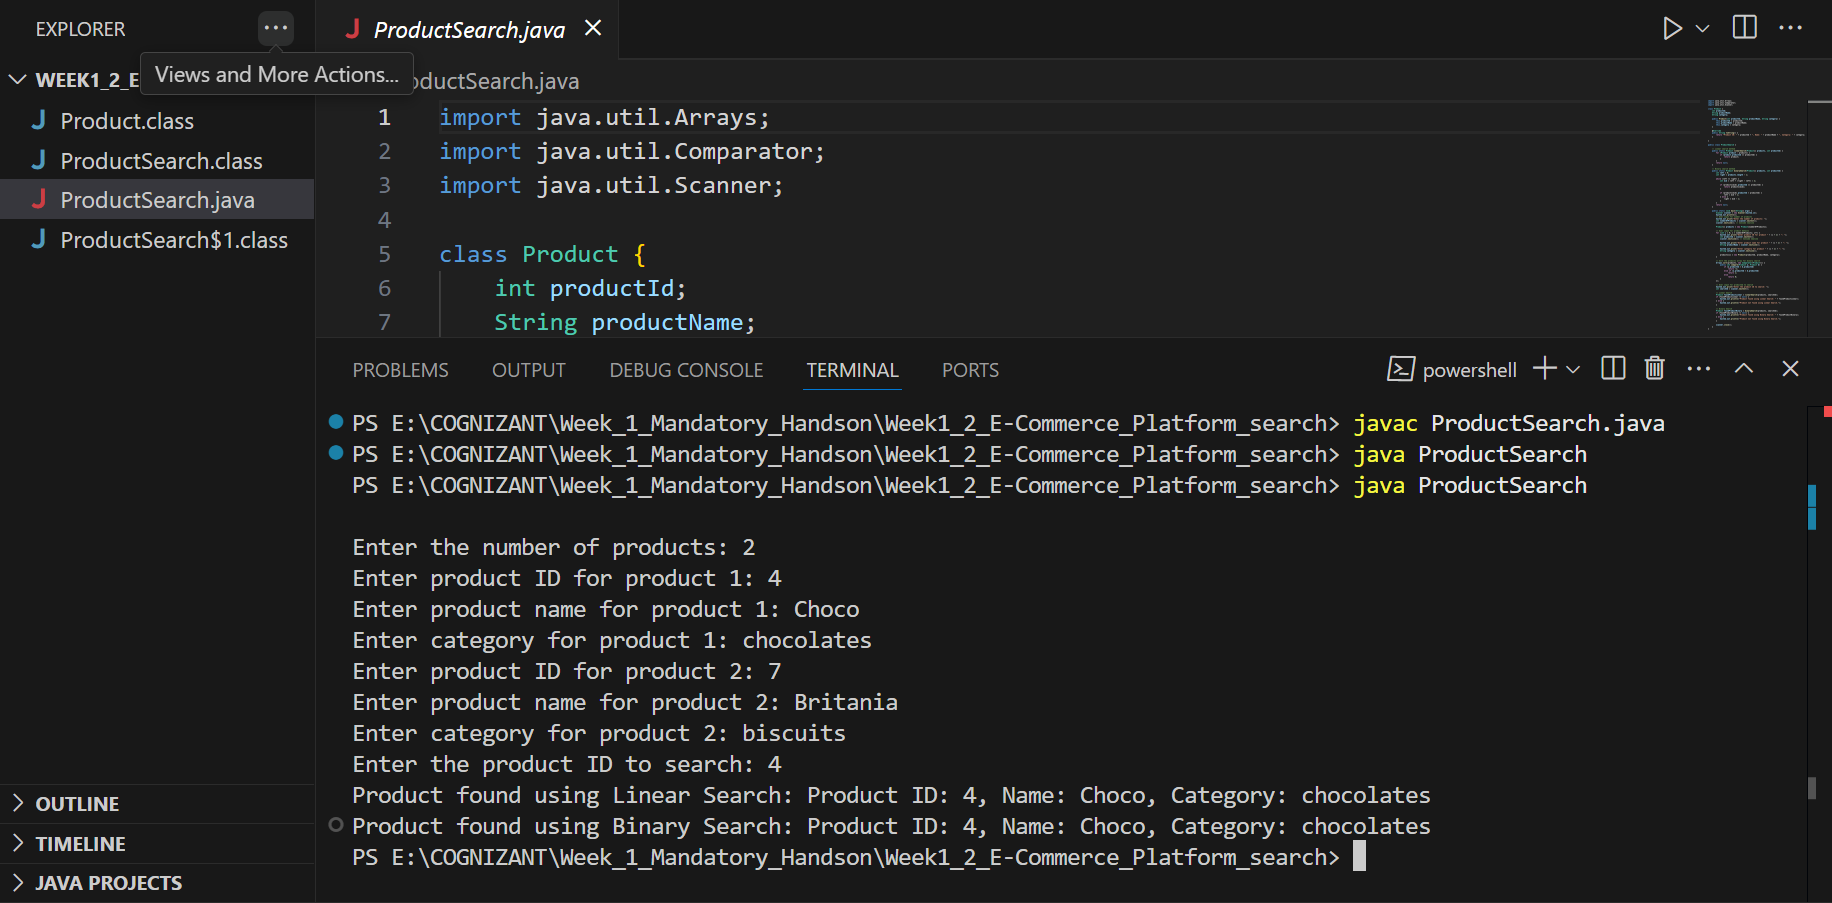 EXPLORER
J ProductSearch.java
Views and More Actions...
WEEK1_2_E
oductSearch.java
J Product.class
J ProductSearch.class
J ProductSearch.java
J ProductSearch$1.class
1 import java.util.Arrays;
2 import java.util.Comparator;
3 import java.util.Scanner;
4
5 class Product {
6 int productId;
7 String productName;
PROBLEMS OUTPUT DEBUG CONSOLE TERMINAL PORTS powershell
PS E:\COGNIZANT\Week_1_Mandatory_Handson\Week1_2_E-Commerce_Platform_search> javac ProductSearch.java
PS E:\COGNIZANT\Week_1_Mandatory_Handson\Week1_2_E-Commerce_Platform_search> java ProductSearch
PS E:\COGNIZANT\Week_1_Mandatory_Handson\Week1_2_E-Commerce_Platform_search> java ProductSearch
Enter the number of products: 2
Enter product ID for product 1: 4
Enter product name for product 1: Choco
Enter category for product 1: chocolates
Enter product ID for product 2: 7
Enter product name for product 2: Britania
Enter category for product 2: biscuits
Enter the product ID to search: 4
Product found using Linear Search: Product ID: 4, Name: Choco, Category: chocolates
Product found using Binary Search: Product ID: 4, Name: Choco, Category: chocolates
PS E:\COGNIZANT\Week_1_Mandatory_Handson\Week1_2_E-Commerce_Platform_search>
OUTLINE
TIMELINE
JAVA PROJECTS